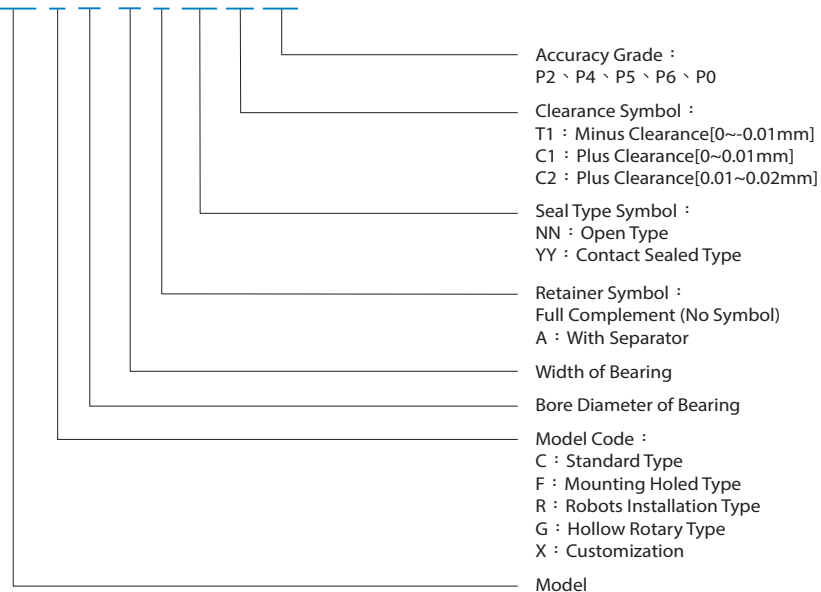 Accuracy Grade：
P2、P4、P5、P6、P0
Clearance Symbol：
T1：Minus Clearance[0~-0.01mm]
C1：Plus Clearance[0~0.01mm]
C2：Plus Clearance[0.01~0.02mm]
Seal Type Symbol：
NN：Open Type
YY：Contact Sealed Type
Retainer Symbol：
Full Complement (No Symbol)
A：With Separator
Width of Bearing
Bore Diameter of Bearing
Model Code：
C：Standard Type
F：Mounting Holed Type
R：Robots Installation Type
G：Hollow Rotary Type
X：Customization
Model